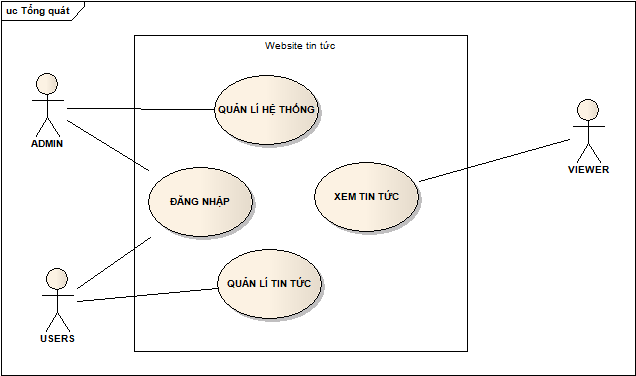 uc Tổng quát
Website tin tức
QUẢN LÍ HỆ THỐNG
ADMIN
ĐĂNG NHẬP
XEM TIN TỨC
VIEWER
QUẢN LÍ TIN TỨC
USERS